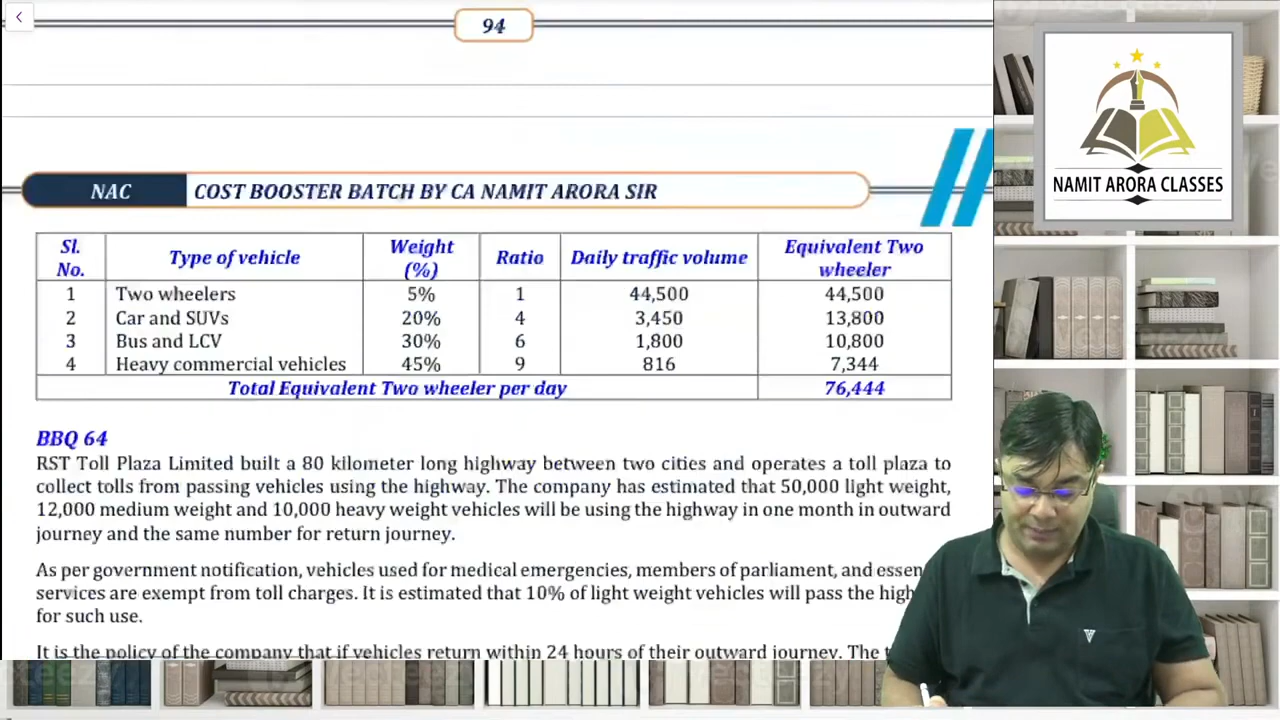 94
NAC COST BOOSTER BATCH BY CA NAMIT ARORA SIR
NAMIT ARORA CLASSES
Sl. No. Type of vehicle Weight (%) Ratio Daily traffic volume Equivalent Two wheeler
1 Two wheelers 5% 1 44,500 44,500
2 Car and SUVs 20% 4 3,450 13,800
3 Bus and LCV 30% 6 1,800 10,800
4 Heavy commercial vehicles 45% 9 816 7,344
Total Equivalent Two wheeler per day 76,444
BBQ 64
RST Toll Plaza Limited built a 80 kilometer long highway between two cities and operates a toll plaza to
collect tolls from passing vehicles using the highway. The company has estimated that 50,000 light weight,
12,000 medium weight and 10,000 heavy weight vehicles will be using the highway in one month in outward
journey and the same number for return journey.
As per government notification, vehicles used for medical emergencies, members of parliament, and essen
services are exempt from toll charges. It is estimated that 10% of light weight vehicles will pass the high
for such use.
It is the policy of the company that if vehicles return within 24 hours of their outward journey. The